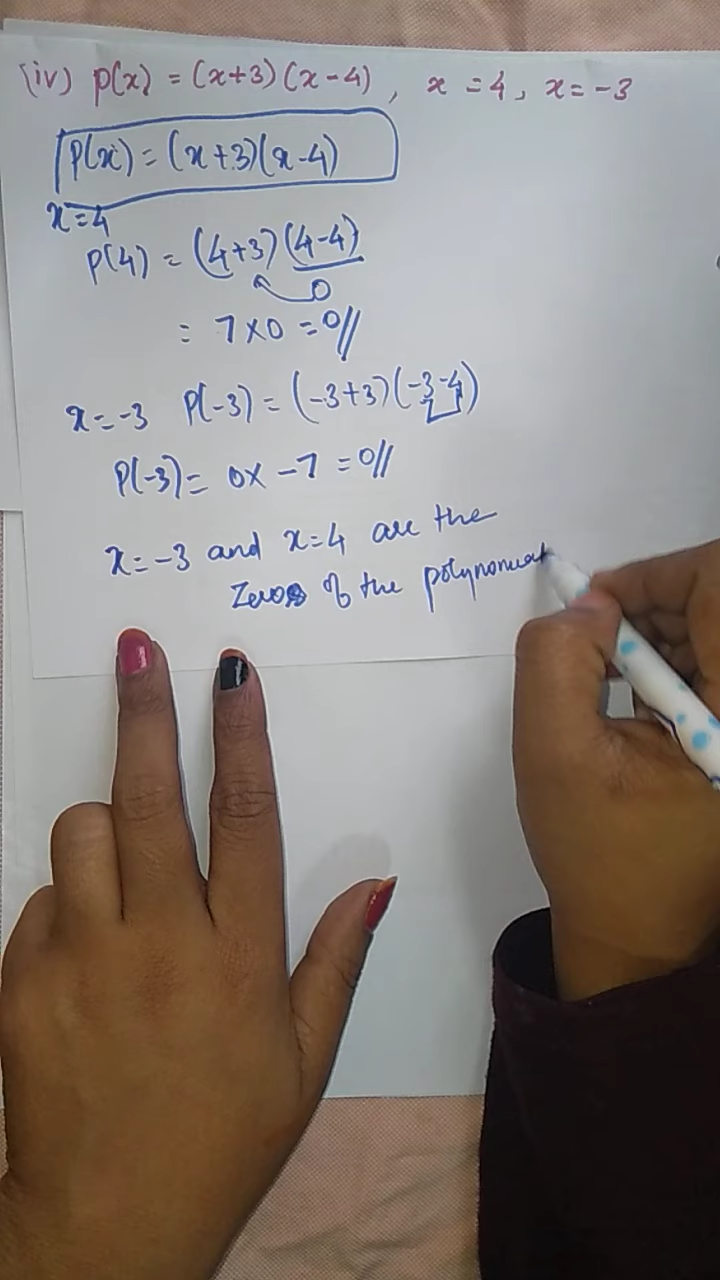 (iv) p(x) = (x+3)(x-4), x = 4, x = -3
P(x) = (x+3)(x-4)
x=4
P(4) = (4+3)(4-4)
0
= 7×0 = 0//
x = -3 P(-3) = (-3+3)(-3-4)
P(-3) = 0× -7 = 0//
x = -3 and x=4 are the
Zeros of the polynomial